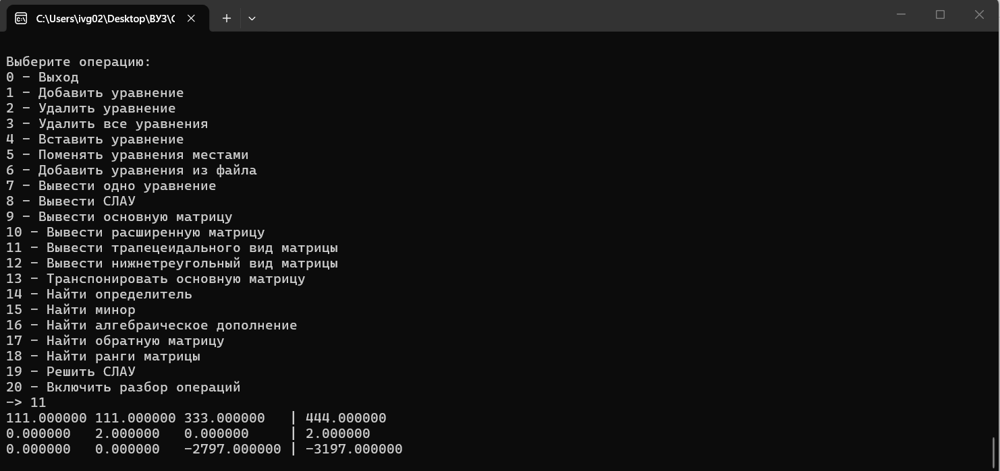 C:\Users\ivg02\Desktop\ВУЗ\С
Выберите операцию:
0 - Выход
1 - Добавить уравнение
2 - Удалить уравнение
3 - Удалить все уравнения
4 - Вставить уравнение
5 - Поменять уравнения местами
6 - Добавить уравнения из файла
7 - Вывести одно уравнение
8 - Вывести СЛАУ
9 - Вывести основную матрицу
10 - Вывести расширенную матрицу
11 - Вывести трапецеидального вид матрицы
12 - Вывести нижнетреугольный вид матрицы
13 - Транспонировать основную матрицу
14 - Найти определитель
15 - Найти минор
16 - Найти алгебраическое дополнение
17 - Найти обратную матрицу
18 - Найти ранги матрицы
19 - Решить СЛАУ
20 - Включить разбор операций
-> 11
111.000000 111.000000 333.000000   | 444.000000
0.000000   2.000000   0.000000     | 2.000000
0.000000   0.000000   -2797.000000 | -3197.000000